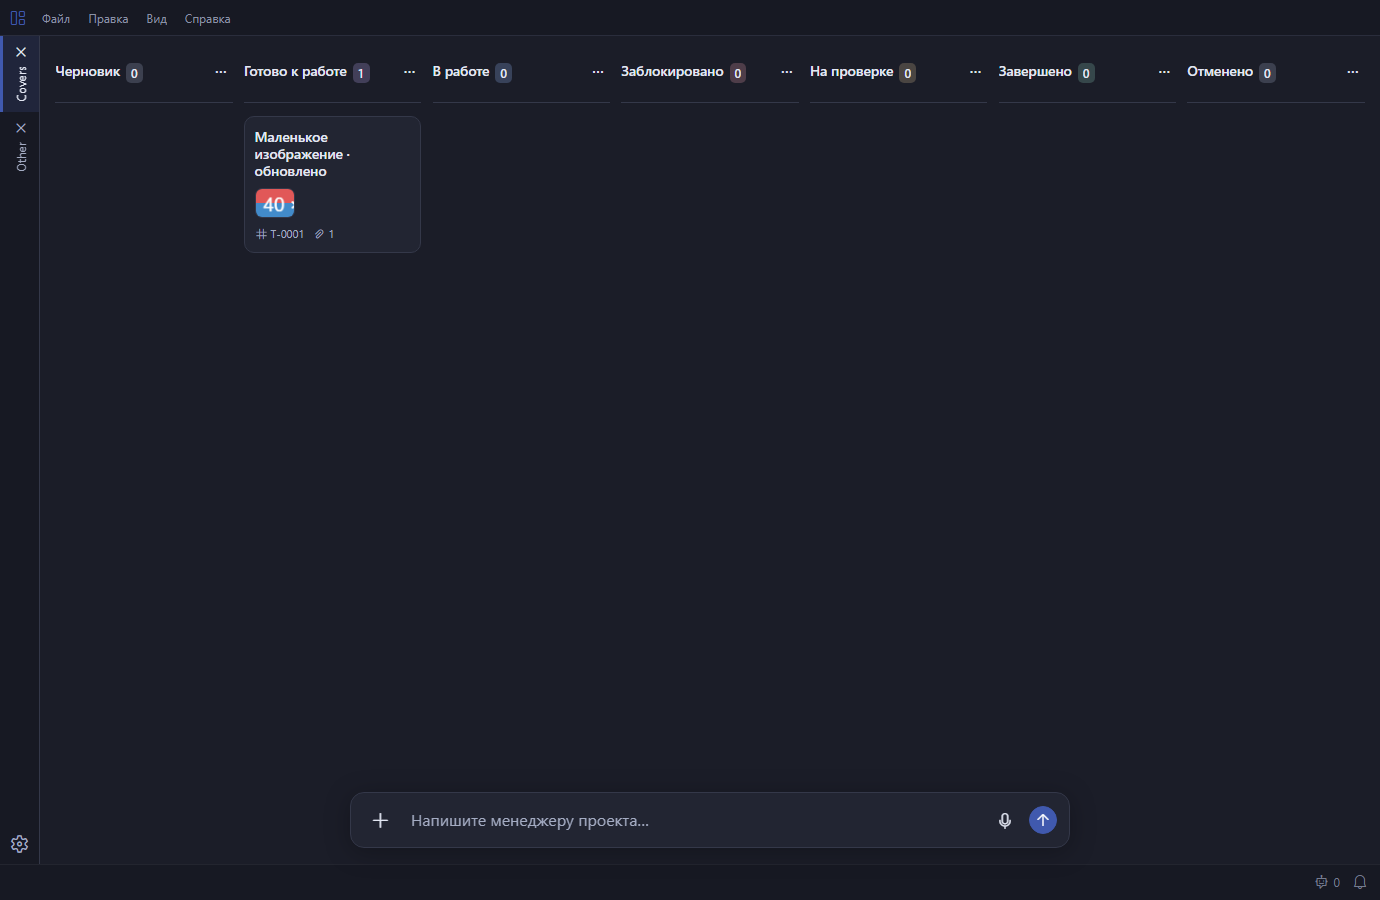 Файл Правка Вид Справка
Covers
Other
Черновик 0 ...
Готово к работе 1 ...
В работе 0 ...
Заблокировано 0 ...
На проверке 0 ...
Завершено 0 ...
Отменено 0 ...
Маленькое
изображение ·
обновлено
40
T-0001 1
Напишите менеджеру проекта...
0